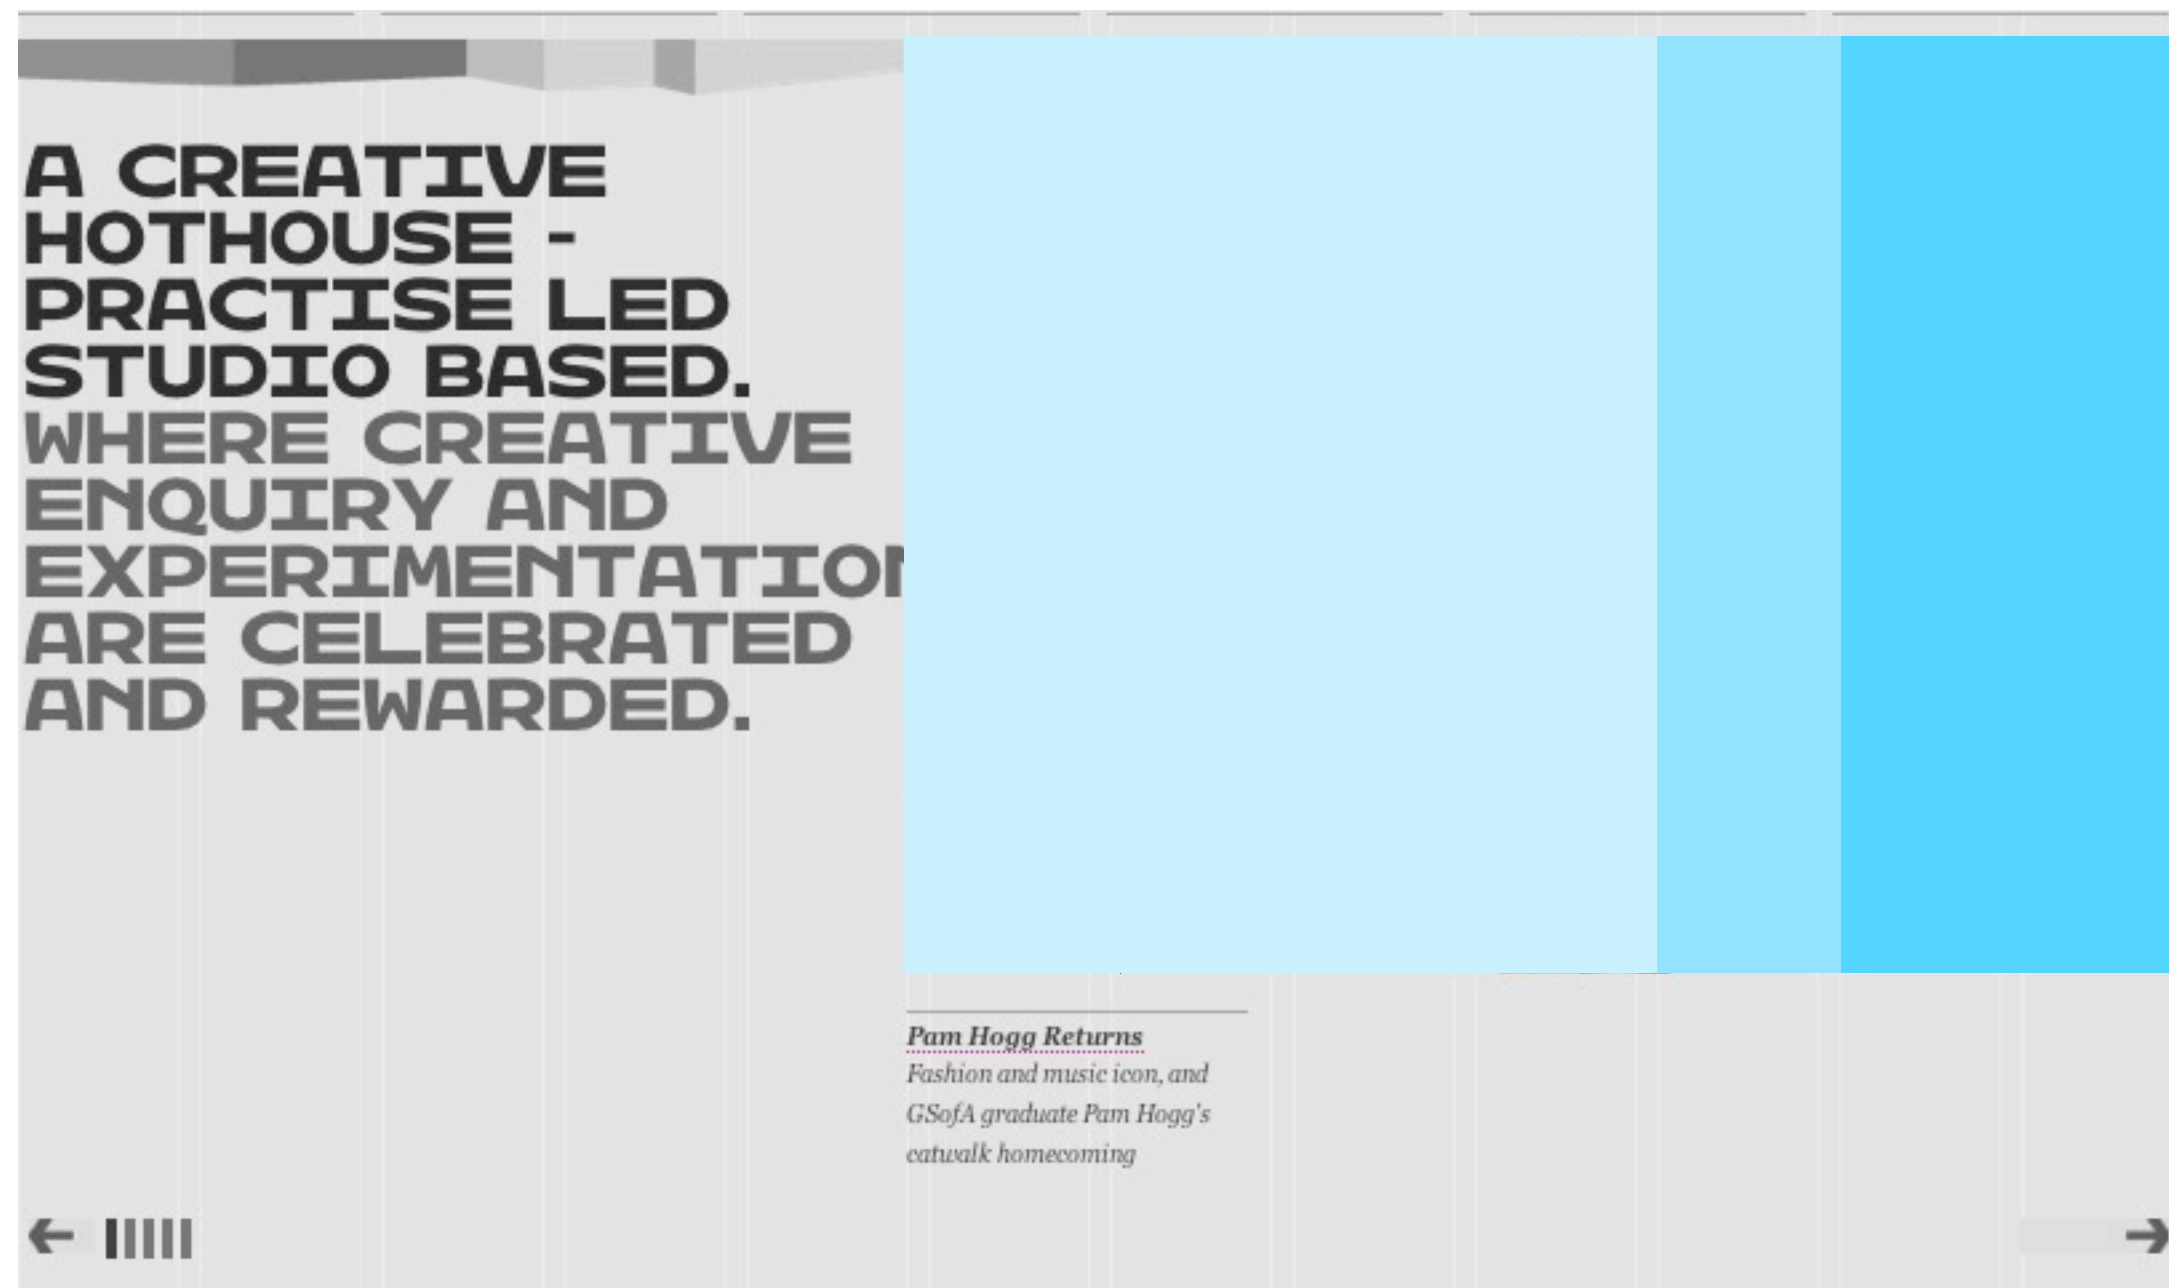 A CREATIVE
HOTHOUSE -
PRACTISE LED
STUDIO BASED.
WHERE CREATIVE
ENQUIRY AND
EXPERIMENTATION
ARE CELEBRATED
AND REWARDED.
Pam Hogg Returns
Fashion and music icon, and
GSofA graduate Pam Hogg's
catwalk homecoming